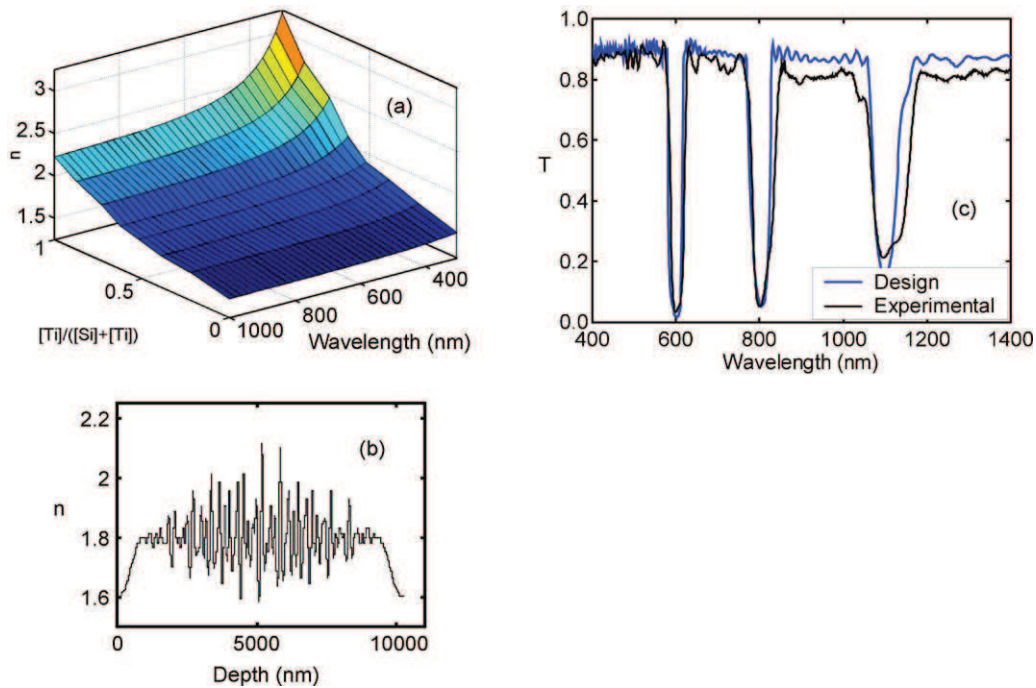 (a)
3
2.5
2
1.5
n
1
0.5
0
[Ti]/([Si]+[Ti])
1000
800
600
400
Wavelength (nm)
1.0
0.8
0.6
0.4
0.2
0.0
T
(c)
Design
Experimental
400 600 800 1000 1200 1400
Wavelength (nm)
2.2
2
1.8
1.6
n
(b)
0 5000 10000
Depth (nm)